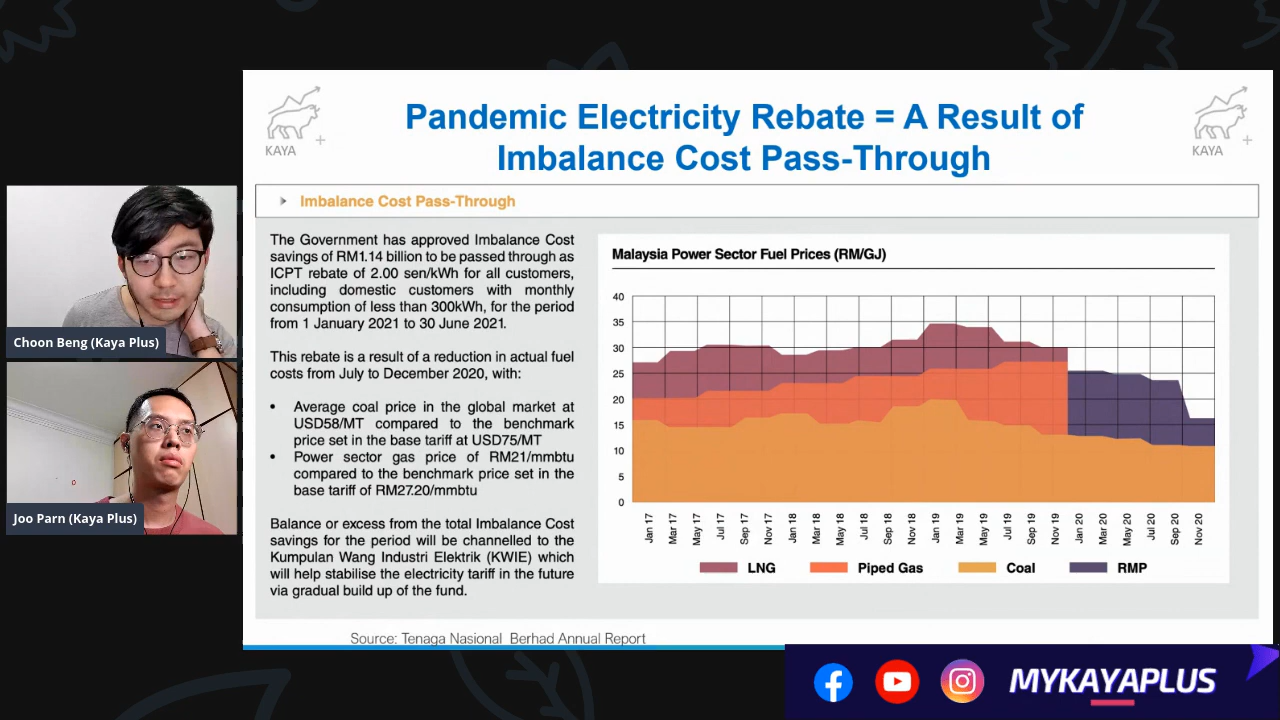 KAYA
Pandemic Electricity Rebate = A Result of
Imbalance Cost Pass-Through
KAYA
Imbalance Cost Pass-Through
The Government has approved Imbalance Cost
savings of RM1.14 billion to be passed through as
ICPT rebate of 2.00 sen/kWh for all customers,
including domestic customers with monthly
consumption of less than 300kWh, for the period
from 1 January 2021 to 30 June 2021.
This rebate is a result of a reduction in actual fuel
costs from July to December 2020, with:
• Average coal price in the global market at
USD58/MT compared to the benchmark
price set in the base tariff at USD75/MT
• Power sector gas price of RM21/mmbtu
compared to the benchmark price set in the
base tariff of RM27.20/mmbtu
Balance or excess from the total Imbalance Cost
savings for the period will be channelled to the
Kumpulan Wang Industri Elektrik (KWIE) which
will help stabilise the electricity tariff in the future
via gradual build up of the fund.
Malaysia Power Sector Fuel Prices (RM/GJ)
40
35
30
25
20
15
10
5
0
Jan 17
Mar 17
May 17
Jul 17
Sep 17
Nov 17
Jan 18
Mar 18
May 18
Jul 18
Sep 18
Nov 18
Jan 19
Mar 19
May 19
Jul 19
Sep 19
Nov 19
Jan 20
Mar 20
May 20
Jul 20
Sep 20
Nov 20
LNG
Piped Gas
Coal
RMP
Source: Tenaga Nasional Berhad Annual Report
Choon Beng (Kaya Plus)
Joo Parn (Kaya Plus)
MYKAYAPLUS